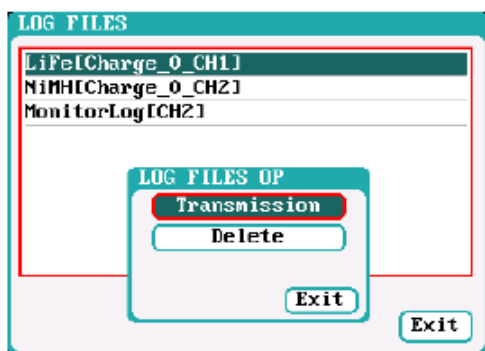 LOG FILES
LiFe[Charge_0_CH1]
NiMH[Charge_0_CH2]
MonitorLog[CH2]
LOG FILES OP
Transmission
Delete
Exit
Exit